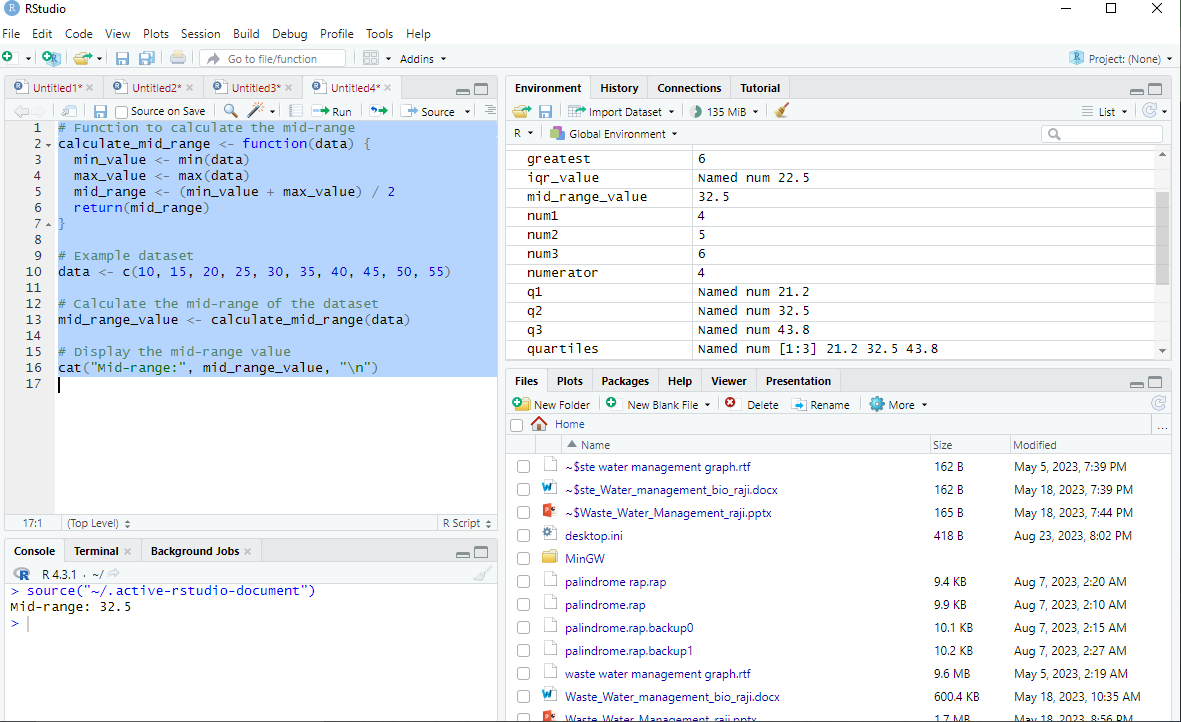 RStudio
File Edit Code View Plots Session Build Debug Profile Tools Help
Go to file/function Addins Project: (None)
Untitled1* Untitled2* Untitled3* Untitled4*
Source on Save Run Source
1 # Function to calculate the mid-range
2 calculate_mid_range <- function(data) {
3 min_value <- min(data)
4 max_value <- max(data)
5 mid_range <- (min_value + max_value) / 2
6 return(mid_range)
7 }
8
9 # Example dataset
10 data <- c(10, 15, 20, 25, 30, 35, 40, 45, 50, 55)
11
12 # Calculate the mid-range of the dataset
13 mid_range_value <- calculate_mid_range(data)
14
15 # Display the mid-range value
16 cat("Mid-range:", mid_range_value, "\n")
17
17:1 (Top Level) R Script
Console Terminal Background Jobs
R R 4.3.1 · ~/
> source("~/.active-rstudio-document")
Mid-range: 32.5
>
Environment History Connections Tutorial
Import Dataset 135 MiB List
R Global Environment
greatest 6
iqr_value Named num 22.5
mid_range_value 32.5
num1 4
num2 5
num3 6
numerator 4
q1 Named num 21.2
q2 Named num 32.5
q3 Named num 43.8
quartiles Named num [1:3] 21.2 32.5 43.8
Files Plots Packages Help Viewer Presentation
New Folder New Blank File Delete Rename More
Home ...
Name Size Modified
~$ste water management graph.rtf 162 B May 5, 2023, 7:39 PM
~$ste_Water_management_bio_raji.docx 162 B May 18, 2023, 7:39 PM
~$Waste_Water_Management_raji.pptx 165 B May 18, 2023, 7:44 PM
desktop.ini 418 B Aug 23, 2023, 8:02 PM
MinGW
palindrome rap.rap 9.4 KB Aug 7, 2023, 2:20 AM
palindrome.rap 9.9 KB Aug 7, 2023, 2:10 AM
palindrome.rap.backup0 10.1 KB Aug 7, 2023, 2:15 AM
palindrome.rap.backup1 10.2 KB Aug 7, 2023, 2:27 AM
waste water management graph.rtf 9.6 MB May 5, 2023, 2:19 AM
Waste_Water_management_bio_raji.docx 600.4 KB May 18, 2023, 10:35 AM
Waste_Water_Management_raji.pptx 1.7 MB May 18, 2023, 8:56 PM